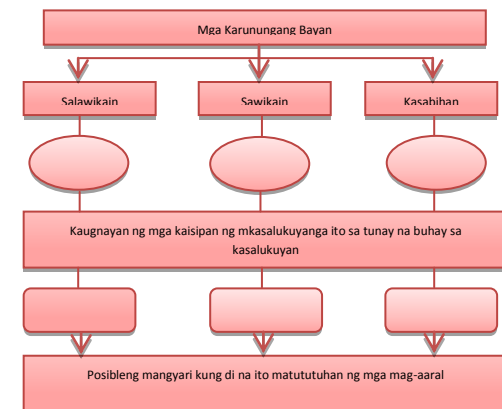 Mga Karunungang Bayan
Salawikain
Sawikain
Kasabihan
Kaugnayan ng mga kaisipan ng mkasalukuyanga ito sa tunay na buhay sa
kasalukuyan
Posibleng mangyari kung di na ito matututuhan ng mga mag-aaral